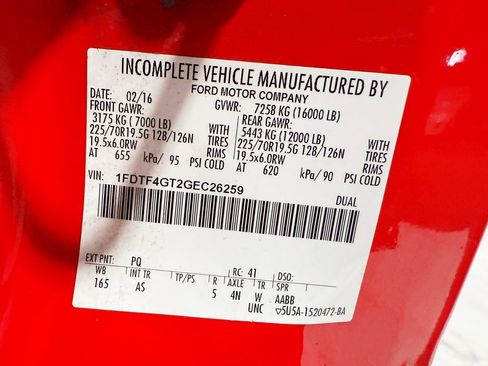 INCOMPLETE VEHICLE MANUFACTURED BY
FORD MOTOR COMPANY
DATE: 02/16 GVWR: 7258 KG (16000 LB)
FRONT GAWR: REAR GAWR:
3175 KG ( 7000 LB) WITH 5443 KG (12000 LB) WITH
225/70R19.5G 128/126N TIRES 225/70R19.5G 128/126N TIRES
19.5x6.0RW RIMS 19.5x6.0RW RIMS
AT 655 kPa/ 95 PSI COLD AT 620 kPa/ 90 PSI COLD
VIN: 1FDTF4GT2GEC26259 DUAL
EXT PNT: PQ RC: 41 DSO:
WB INT TR TP/PS R AXLE TR SPR
165 AS 5 4N W AABB
UNC ▽5U5A-1520472-BA